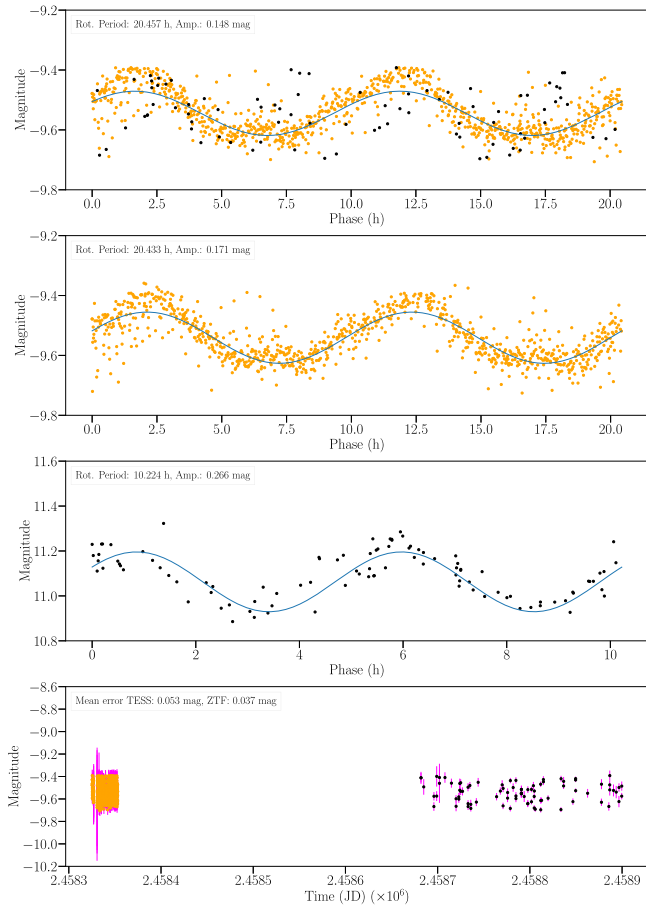 −9.2
Rot. Period: 20.457 h, Amp.: 0.148 mag
−9.4
−9.6
−9.8
Magnitude
0.0 2.5 5.0 7.5 10.0 12.5 15.0 17.5 20.0
Phase (h)
−9.2
Rot. Period: 20.433 h, Amp.: 0.171 mag
−9.4
−9.6
−9.8
Magnitude
0.0 2.5 5.0 7.5 10.0 12.5 15.0 17.5 20.0
Phase (h)
11.6
Rot. Period: 10.224 h, Amp.: 0.266 mag
11.4
11.2
11.0
10.8
Magnitude
0 2 4 6 8 10
Phase (h)
−8.6
Mean error TESS: 0.053 mag, ZTF: 0.037 mag
−8.8
−9.0
−9.2
−9.4
−9.6
−9.8
−10.0
−10.2
Magnitude
2.4583 2.4584 2.4585 2.4586 2.4587 2.4588 2.4589
Time (JD) (×10⁶)